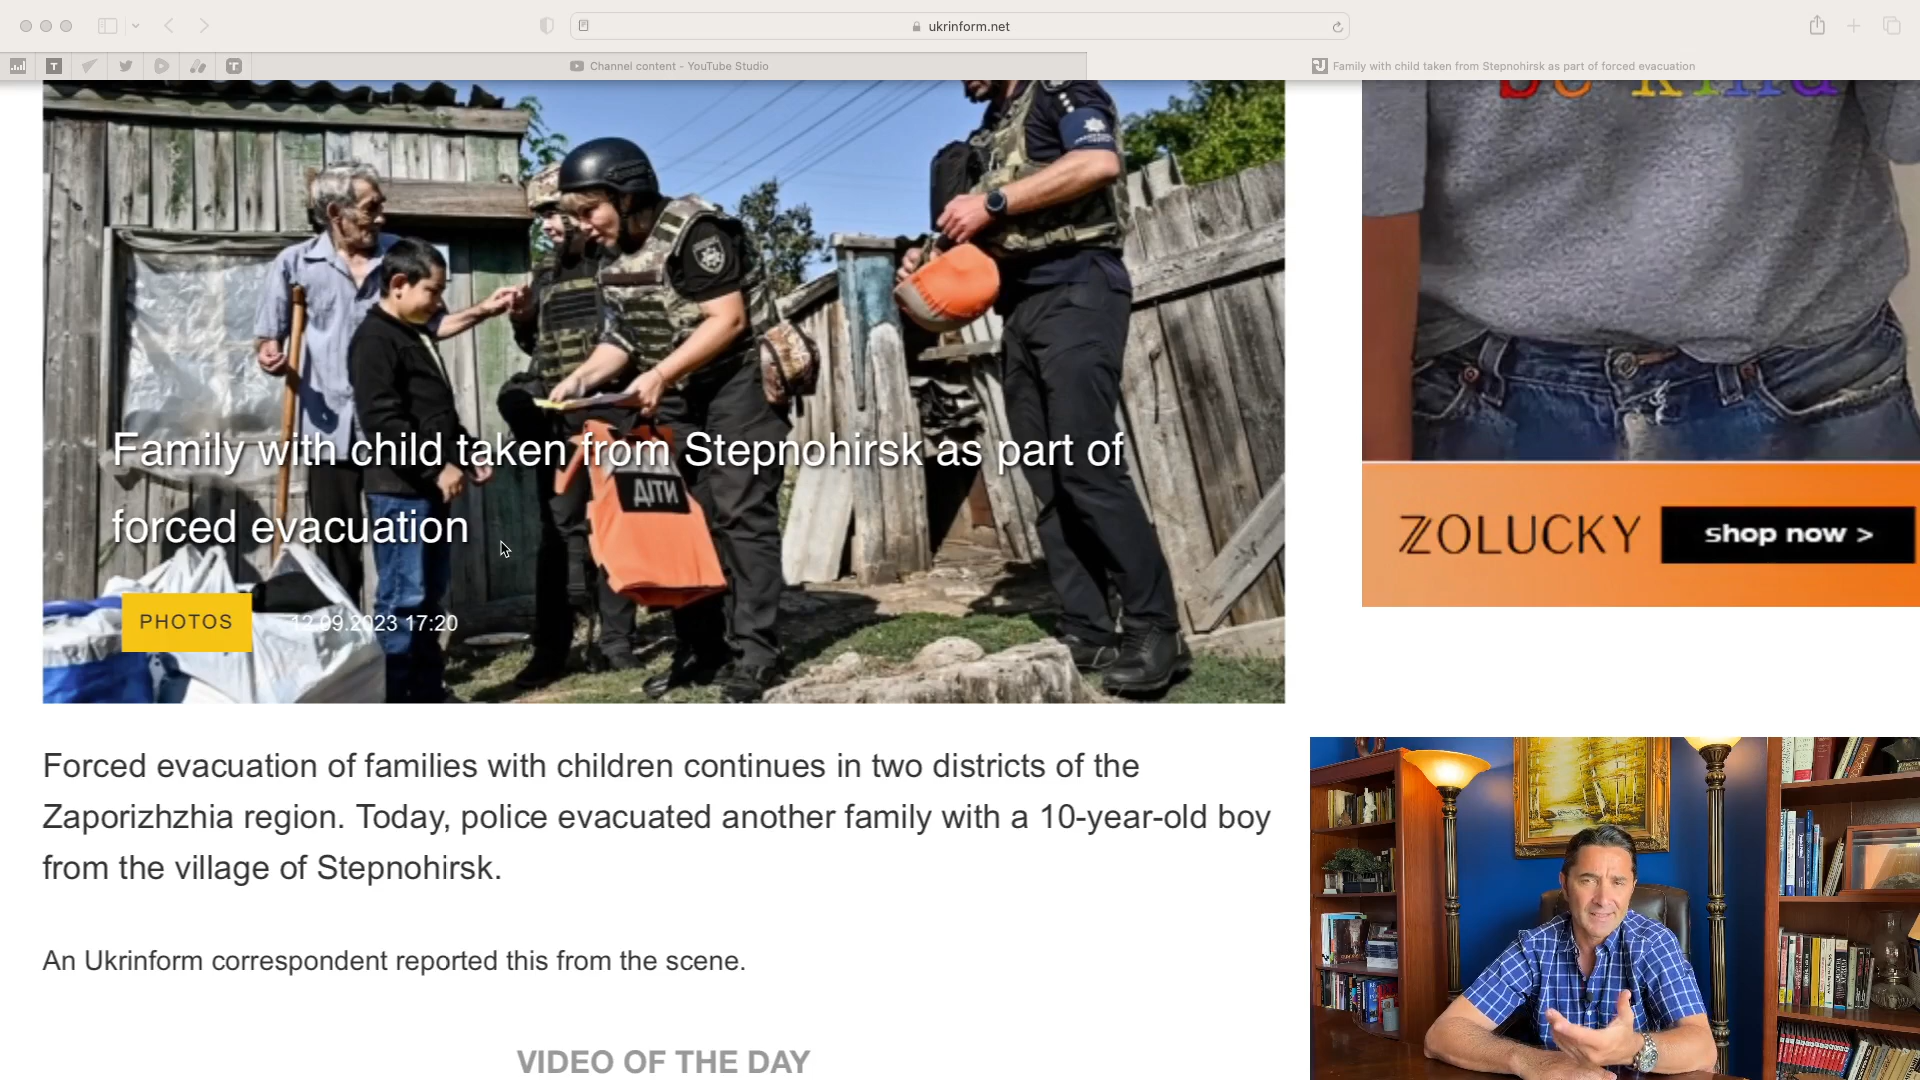 ukrinform.net
Channel content - YouTube Studio
Family with child taken from Stepnohirsk as part of forced evacuation
be kind
ДІТИ
Family with child taken from Stepnohirsk as part of
forced evacuation
PHOTOS
12.09.2023 17:20
ZOLUCKY
shop now >
Forced evacuation of families with children continues in two districts of the
Zaporizhzhia region. Today, police evacuated another family with a 10-year-old boy
from the village of Stepnohirsk.
An Ukrinform correspondent reported this from the scene.
VIDEO OF THE DAY